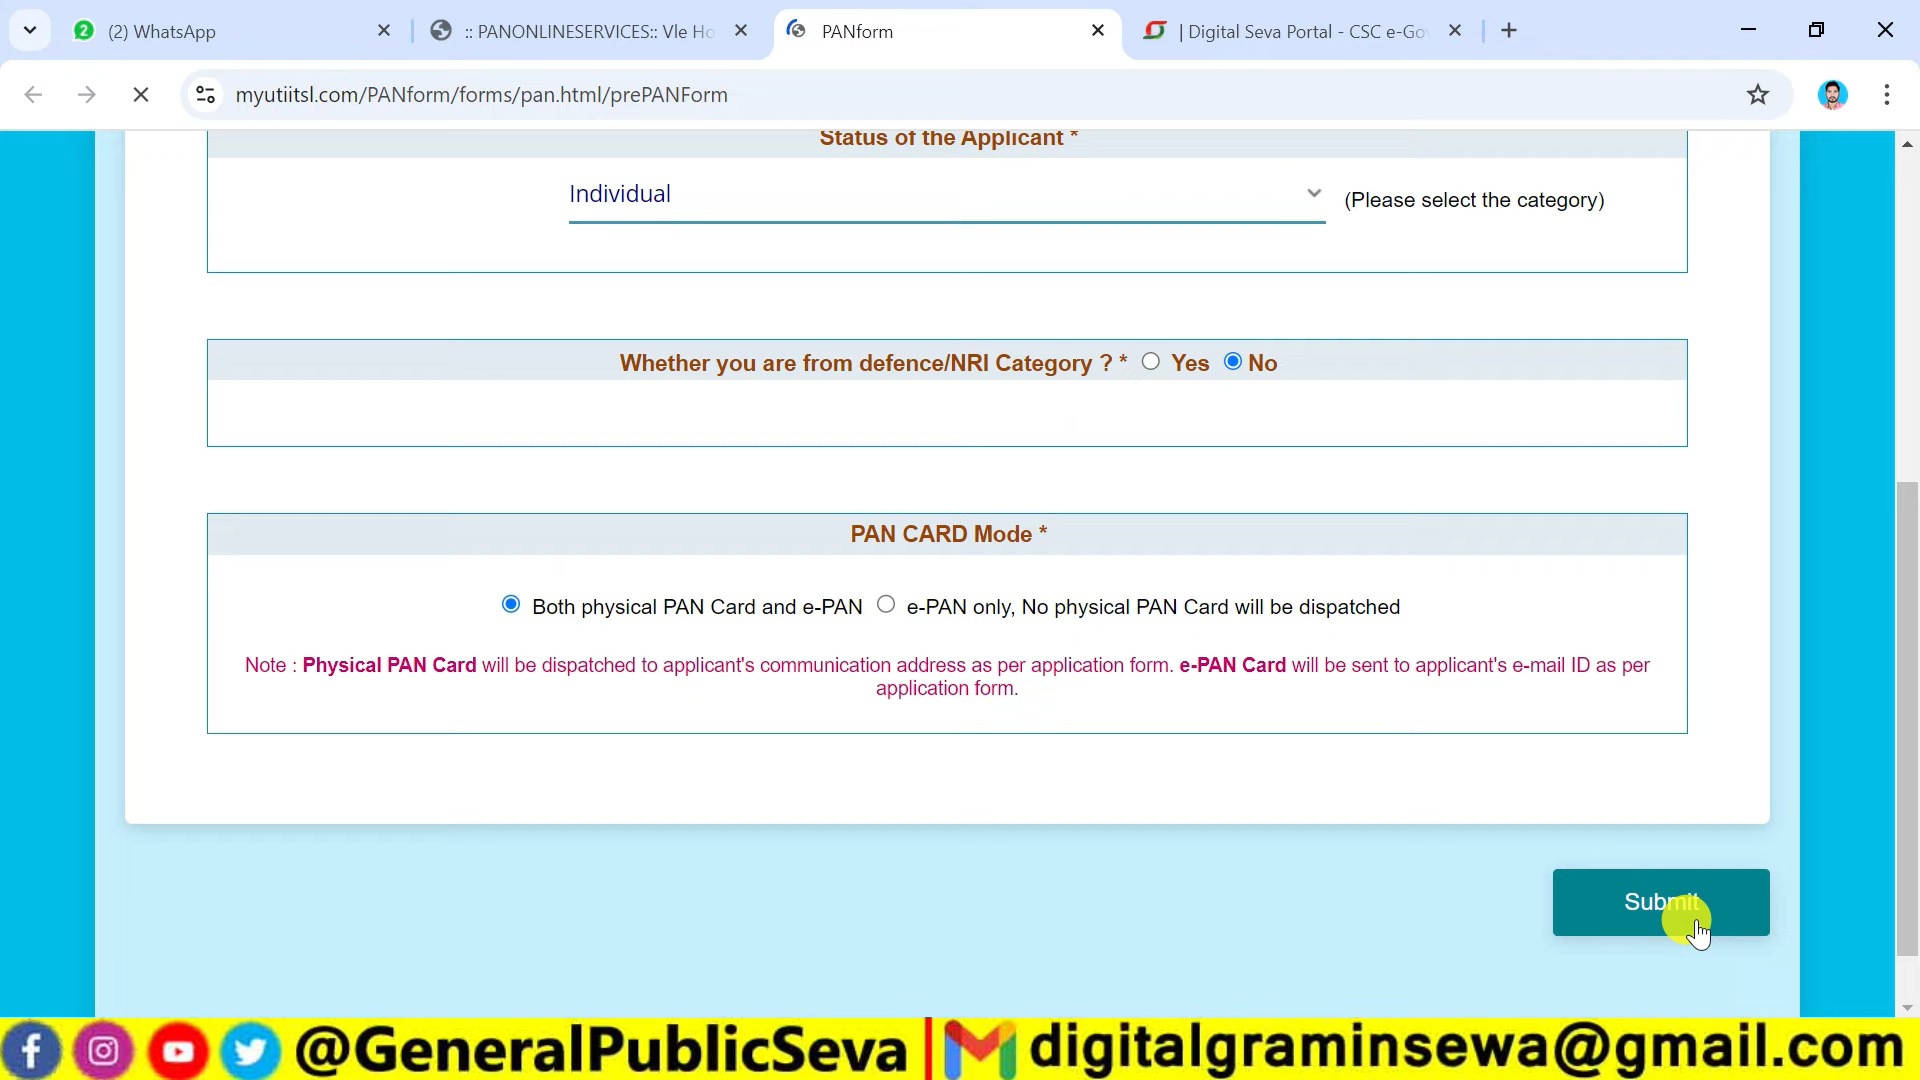 2
(2) WhatsApp
:: PANONLINESERVICES:: Vle Ho
PANform
| Digital Seva Portal - CSC e-Go
myutiitsl.com/PANform/forms/pan.html/prePANForm
Status of the Applicant *
Individual
(Please select the category)
Whether you are from defence/NRI Category ? * Yes No
PAN CARD Mode *
Both physical PAN Card and e-PAN e-PAN only, No physical PAN Card will be dispatched
Note : Physical PAN Card will be dispatched to applicant's communication address as per application form. e-PAN Card will be sent to applicant's e-mail ID as per
application form.
Submit
@GeneralPublicSeva | digitalgraminsewa@gmail.com